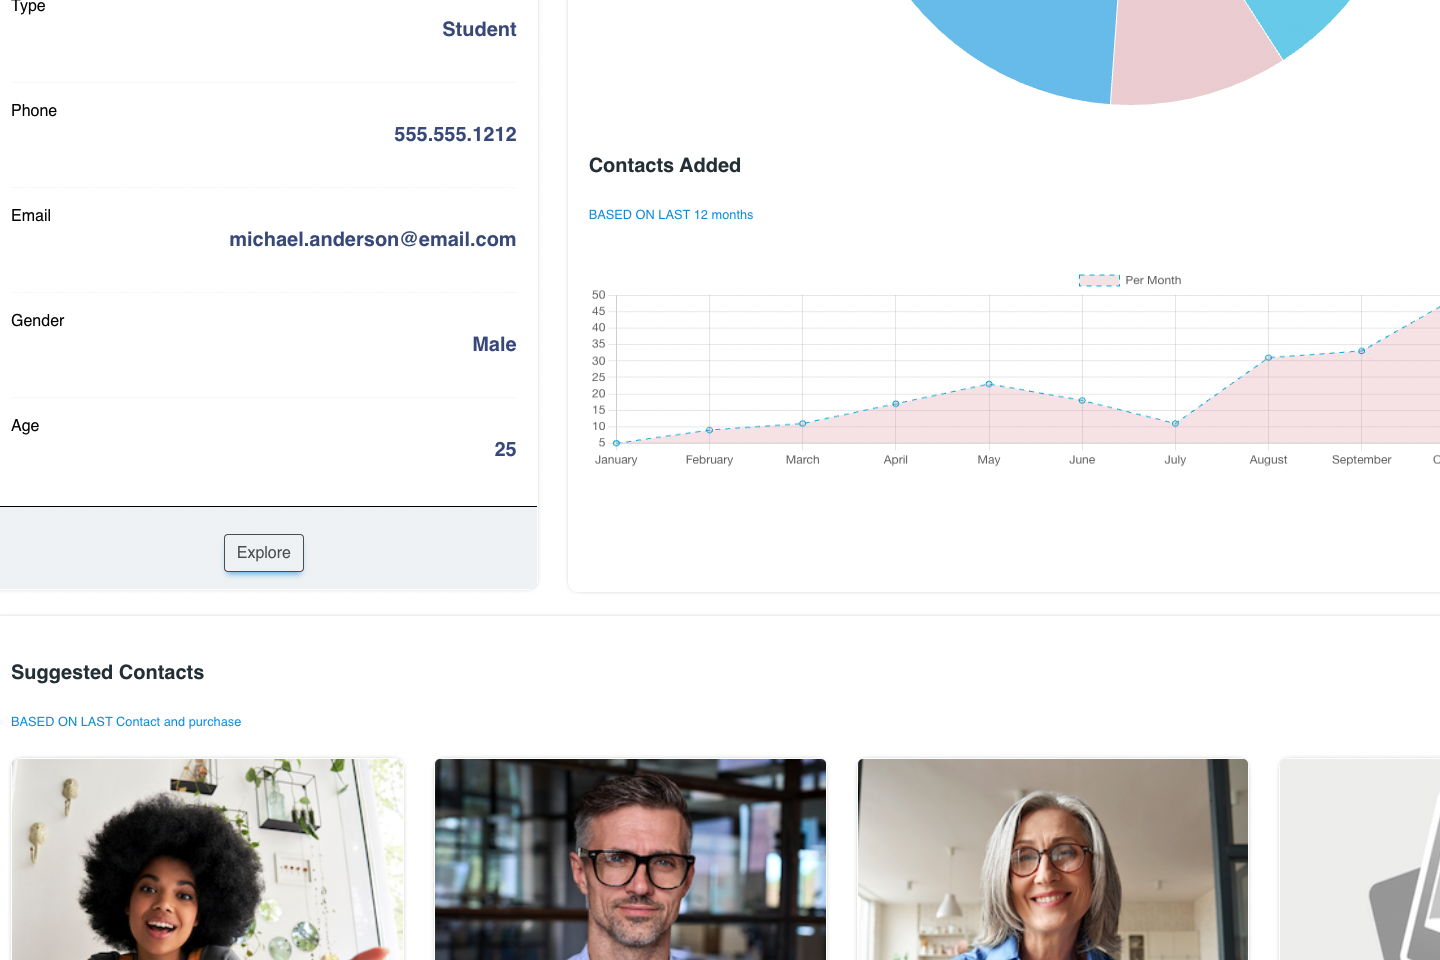 Type
Student
Phone
555.555.1212
Email
michael.anderson@email.com
Gender
Male
Age
25
Explore
Contacts Added
BASED ON LAST 12 months
Per Month
50
45
40
35
30
25
20
15
10
5
January February March April May June July August September
Suggested Contacts
BASED ON LAST Contact and purchase